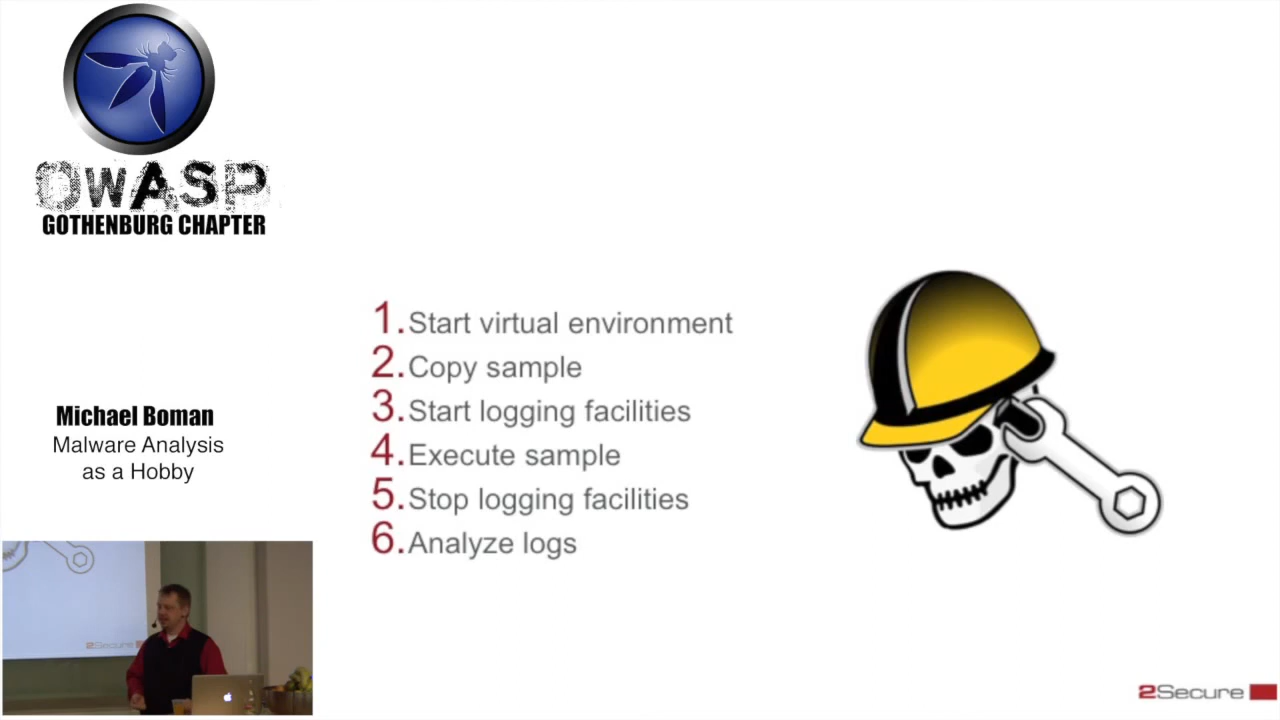 OWASP
GOTHENBURG CHAPTER
Michael Boman
Malware Analysis
as a Hobby
1. Start virtual environment
2. Copy sample
3. Start logging facilities
4. Execute sample
5. Stop logging facilities
6. Analyze logs
2Secure
2Secure